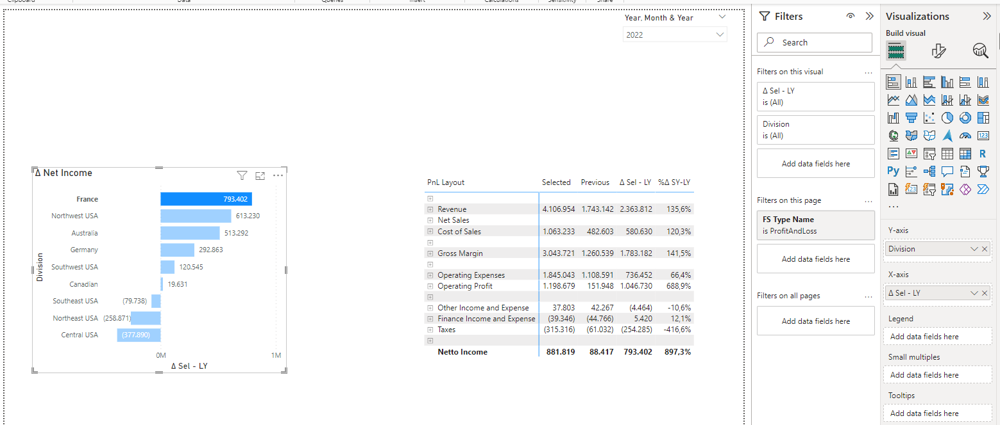 Clipboard Data Queries Insert Calculations Sensitivity Share
Year, Month & Year
2022
Δ Net Income
Division
France 793.402
Northwest USA 613.230
Australia 513.292
Germany 292.863
Southwest USA 120.545
Canadian 19.631
Southeast USA (79.738)
Northeast USA (258.871)
Central USA (377.890)
0M 1M
Δ Sel - LY
PnL Layout Selected Previous Δ Sel - LY %Δ SY-LY
Revenue 4.106.954 1.743.142 2.363.812 135,6%
Net Sales
Cost of Sales 1.063.233 482.603 580.630 120,3%
Gross Margin 3.043.721 1.260.539 1.783.182 141,5%
Operating Expenses 1.845.043 1.108.591 736.452 66,4%
Operating Profit 1.198.679 151.948 1.046.730 688,9%
Other Income and Expense 37.803 42.267 (4.464) -10,6%
Finance Income and Expense (39.346) (44.766) 5.420 12,1%
Taxes (315.316) (61.032) (254.285) -416,6%
Netto Income 881.819 88.417 793.402 897,3%
Filters
Search
Filters on this visual ...
Δ Sel - LY
is (All)
Division
is (All)
Add data fields here
Filters on this page ...
FS Type Name
is ProfitAndLoss
Add data fields here
Filters on all pages ...
Add data fields here
Visualizations
Build visual
123
R
Py
123
...
Y-axis
Division
X-axis
Δ Sel - LY
Legend
Add data fields here
Small multiples
Add data fields here
Tooltips
Add data fields here